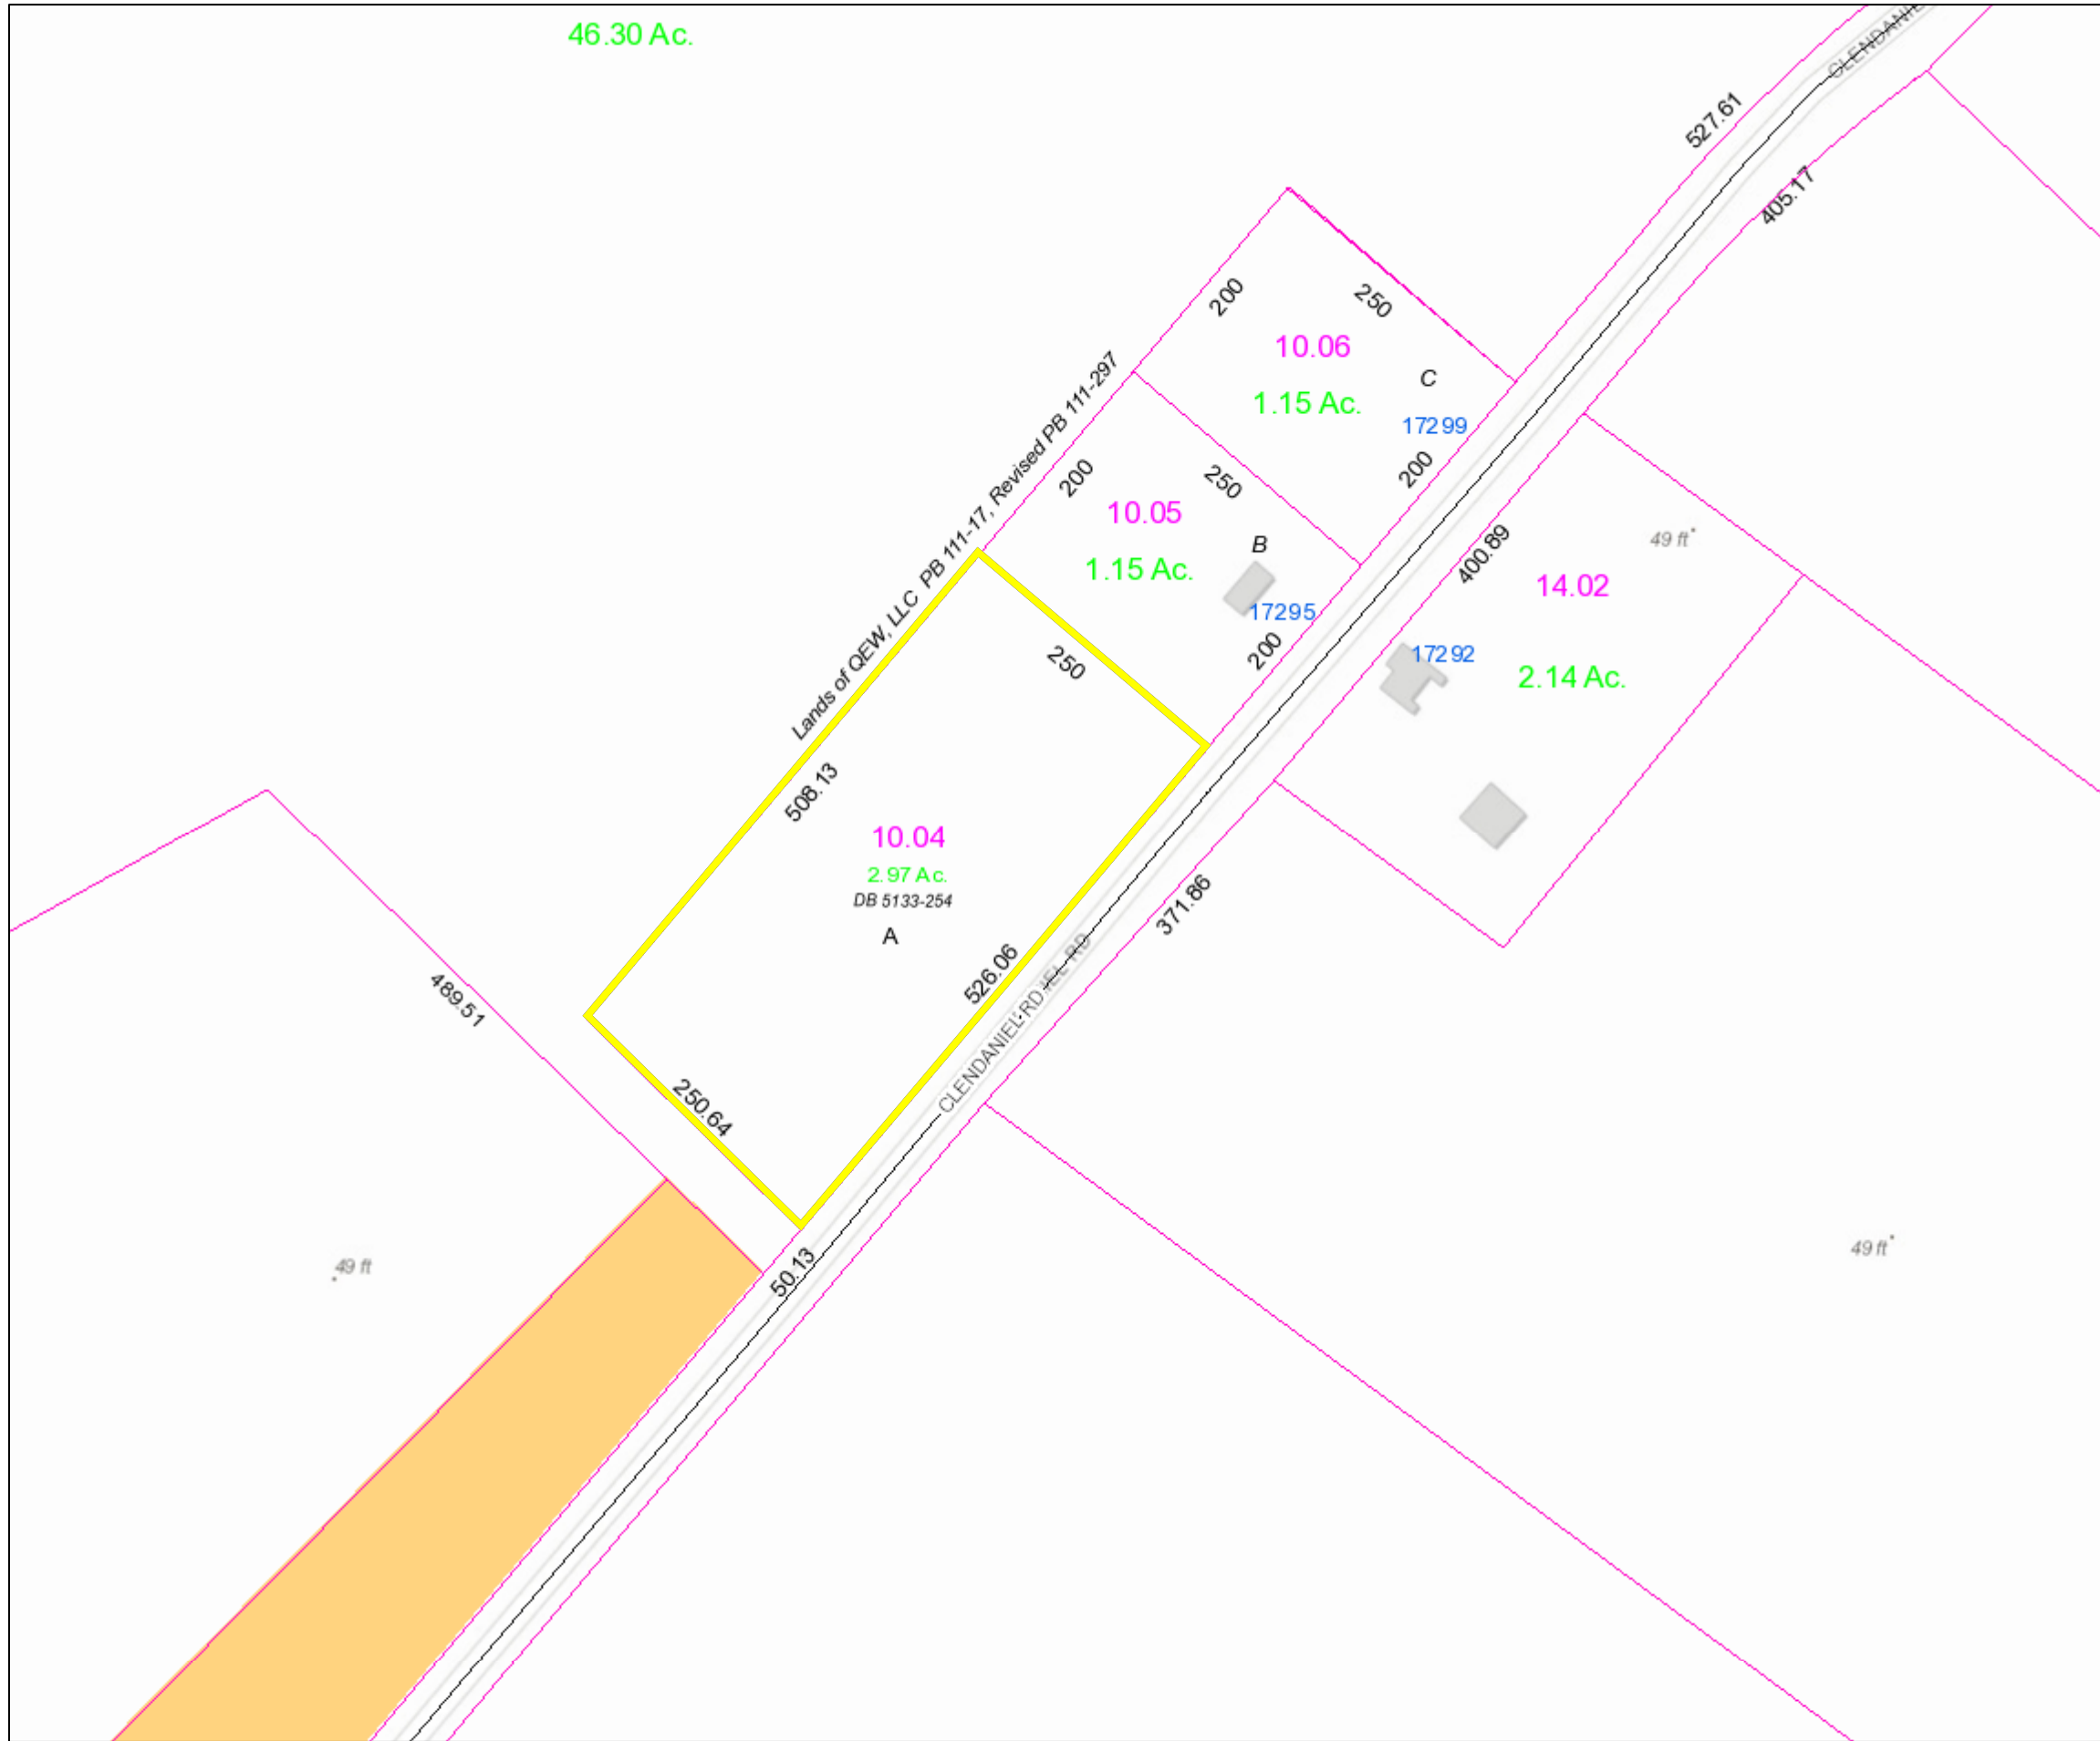 46.30 Ac.
CLENDANIE
527.61
405.17
200
250
10.06
C
1.15 Ac.
17299
200
Lands of QEW, LLC PB 111-17, Revised PB 111-297
200
250
10.05
B
1.15 Ac.
17295
200
400.89
49 ft
14.02
17292
2.14 Ac.
250
508.13
10.04
2.97 Ac.
DB 5133-254
A
526.06
371.86
CLENDANIEL RD
IEL RD
489.51
250.64
50.13
49 ft
49 ft